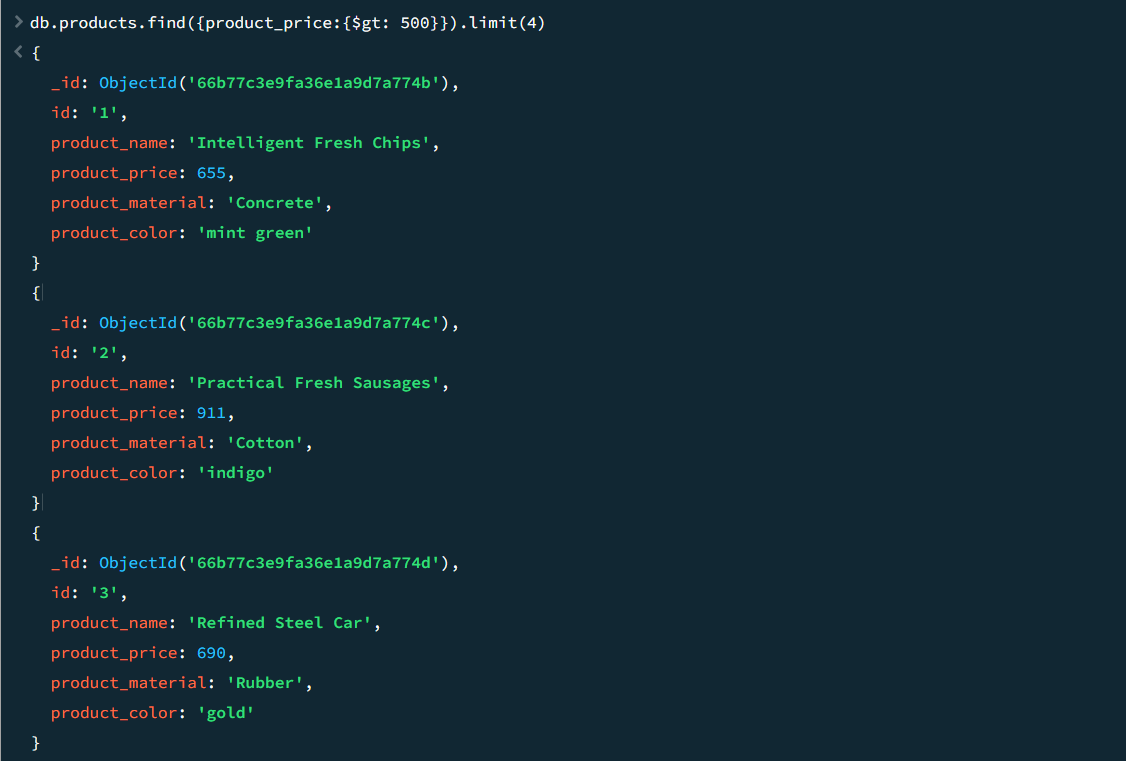 > db.products.find({product_price:{$gt: 500}}).limit(4)
< {
_id: ObjectId('66b77c3e9fa36e1a9d7a774b'),
id: '1',
product_name: 'Intelligent Fresh Chips',
product_price: 655,
product_material: 'Concrete',
product_color: 'mint green'
}
{
_id: ObjectId('66b77c3e9fa36e1a9d7a774c'),
id: '2',
product_name: 'Practical Fresh Sausages',
product_price: 911,
product_material: 'Cotton',
product_color: 'indigo'
}
{
_id: ObjectId('66b77c3e9fa36e1a9d7a774d'),
id: '3',
product_name: 'Refined Steel Car',
product_price: 690,
product_material: 'Rubber',
product_color: 'gold'
}